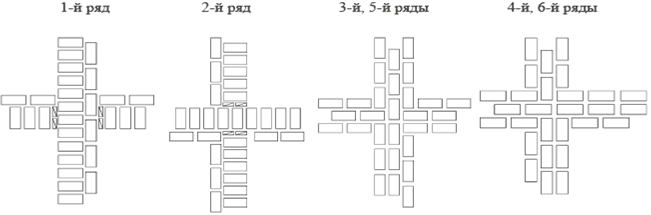 1-й ряд 2-й ряд 3-й, 5-й ряды 4-й, 6-й ряды